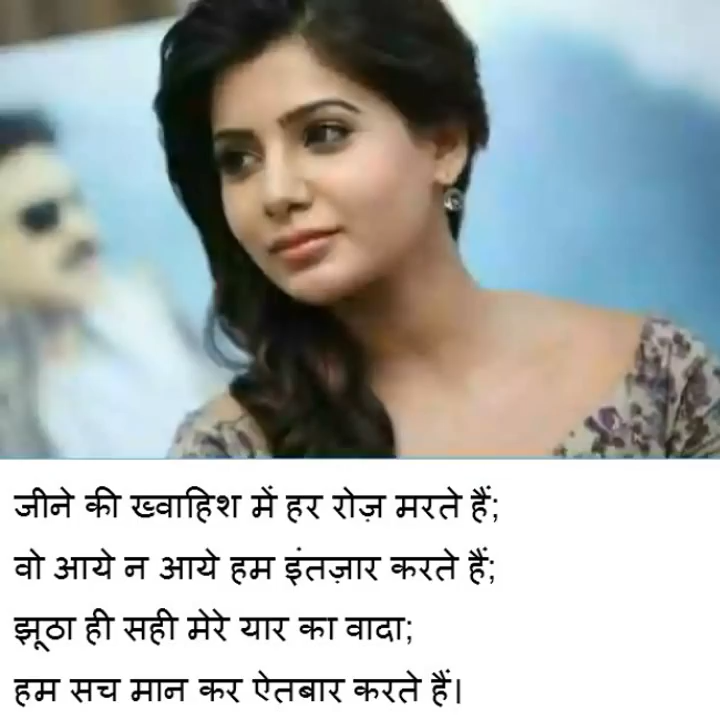 जीने की ख्वाहिश में हर रोज़ मरते हैं;
वो आये न आये हम इंतज़ार करते हैं;
झूठा ही सही मेरे यार का वादा;
हम सच मान कर ऐतबार करते हैं।